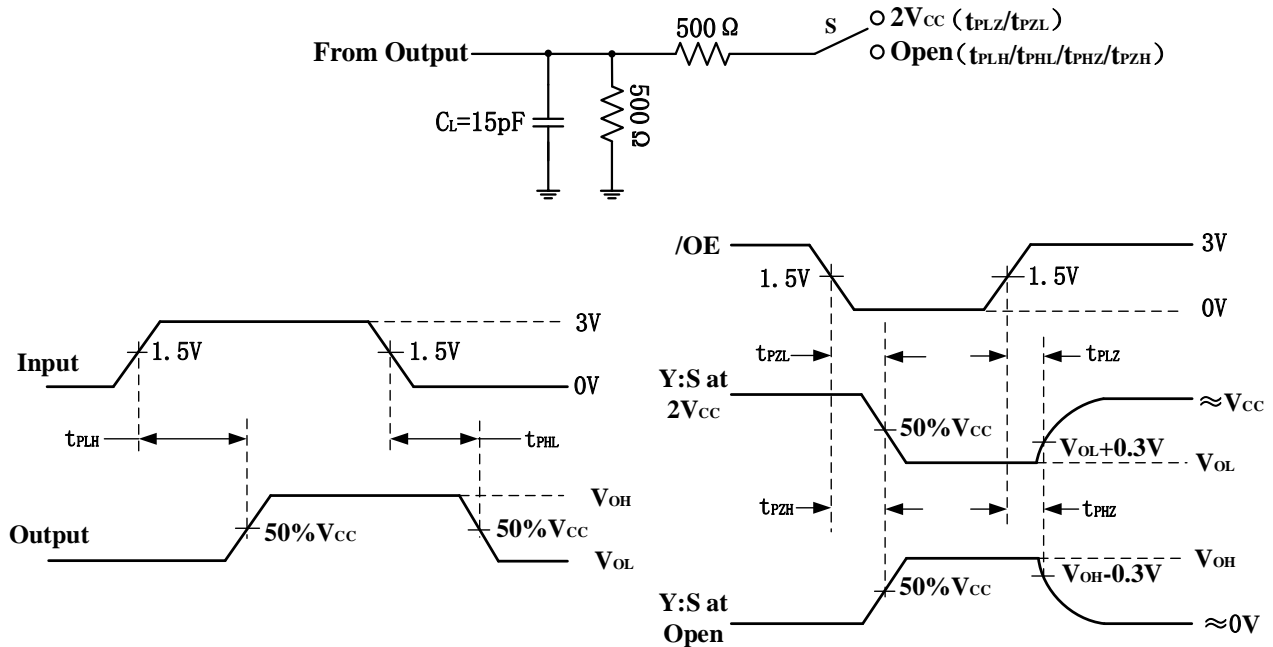 500Ω
S
2VCC (tPLZ/tPZL)
From Output
Open(tPLH/tPHL/tPHZ/tPZH)
CL=15pF
500Ω
Input
1.5V
1.5V
3V
0V
tPLH
tPHL
Output
50%VCC
50%VCC
VOH
VOL
/OE
1.5V
1.5V
3V
0V
tPZL
tPLZ
Y:S at
2VCC
50%VCC
≈VCC
VOL+0.3V
VOL
tPZH
tPHZ
Y:S at
Open
50%VCC
VOH
VOH-0.3V
≈0V